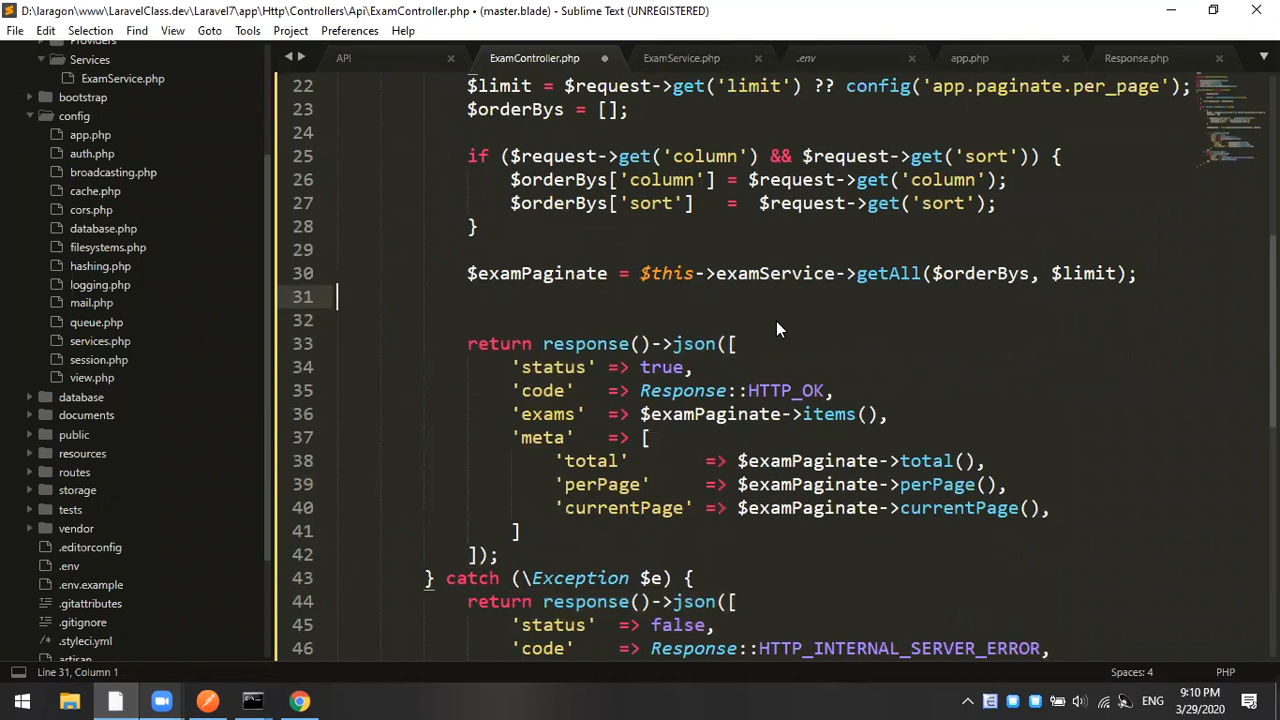 D:\laragon\www\LaravelClass.dev\Laravel7\app\Http\Controllers\Api\ExamController.php • (master.blade) - Sublime Text (UNREGISTERED)
File Edit Selection Find View Goto Tools Project Preferences Help
API ExamController.php ExamService.php .env app.php Response.php
Providers
Services
ExamService.php
bootstrap
config
app.php
auth.php
broadcasting.php
cache.php
cors.php
database.php
filesystems.php
hashing.php
logging.php
mail.php
queue.php
services.php
session.php
view.php
database
documents
public
resources
routes
storage
tests
vendor
.editorconfig
.env
.env.example
.gitattributes
.gitignore
.styleci.yml
artisan
22 $limit = $request->get('limit') ?? config('app.paginate.per_page');
23 $orderBys = [];
24
25 if ($request->get('column') && $request->get('sort')) {
26 $orderBys['column'] = $request->get('column');
27 $orderBys['sort'] = $request->get('sort');
28 }
29
30 $examPaginate = $this->examService->getAll($orderBys, $limit);
31
32
33 return response()->json([
34 'status' => true,
35 'code' => Response::HTTP_OK,
36 'exams' => $examPaginate->items(),
37 'meta' => [
38 'total' => $examPaginate->total(),
39 'perPage' => $examPaginate->perPage(),
40 'currentPage' => $examPaginate->currentPage(),
41 ]
42 ]);
43 } catch (\Exception $e) {
44 return response()->json([
45 'status' => false,
46 'code' => Response::HTTP_INTERNAL_SERVER_ERROR,
Line 31, Column 1 Spaces: 4 PHP
ENG
9:10 PM
3/29/2020